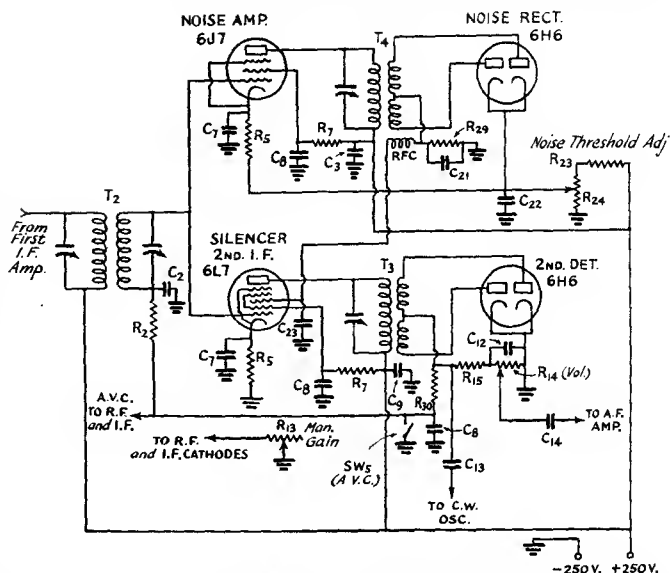 NOISE AMP.
6J7
NOISE RECT.
6H6
T4
C7
R5
R7
C8
C3
RFC
R29
C21
Noise Threshold Adj
R23
R24
C22
From First
I.F. Amp.
T2
C2
R2
SILENCER
2ND. I.F.
6L7
C23
T3
2ND. DET.
6H6
C7
R5
C8
R7
C9
R30
R15
C12
R14 (Vol.)
C14
TO A.F.
AMP.
A.V.C.
TO R.F.
and I.F.
R13 Man.
Gain
TO R.F.
and I.F. CATHODES
SW5
(A V.C.)
C8
C13
TO C.W.
OSC.
-250V. +250V.